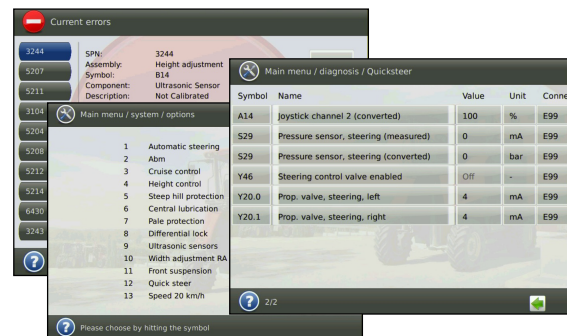 Current errors
3244
5207
5211
3104
5204
5208
5212
5214
6430
3243
SPN: 3244
Assembly: Height adjustment
Symbol: B14
Component: Ultrasonic Sensor
Description: Not Calibrated
Main menu / system / options
1 Automatic steering
2 Abm
3 Cruise control
4 Height control
5 Steep hill protection
6 Central lubrication
7 Pale protection
8 Differential lock
9 Ultrasonic sensors
10 Width adjustment RA
11 Front suspension
12 Quick steer
13 Speed 20 km/h
Please choose by hitting the symbol
Main menu / diagnosis / Quicksteer
Symbol Name Value Unit Conne
A14 Joystick channel 2 (converted) 100 % E99
S29 Pressure sensor, steering (measured) 0 mA E99
S29 Pressure sensor, steering (converted) 0 bar E99
Y46 Steering control valve enabled Off - E99
Y20.0 Prop. valve, steering, left 4 mA E99
Y20.1 Prop. valve, steering, right 4 mA E99
2/2